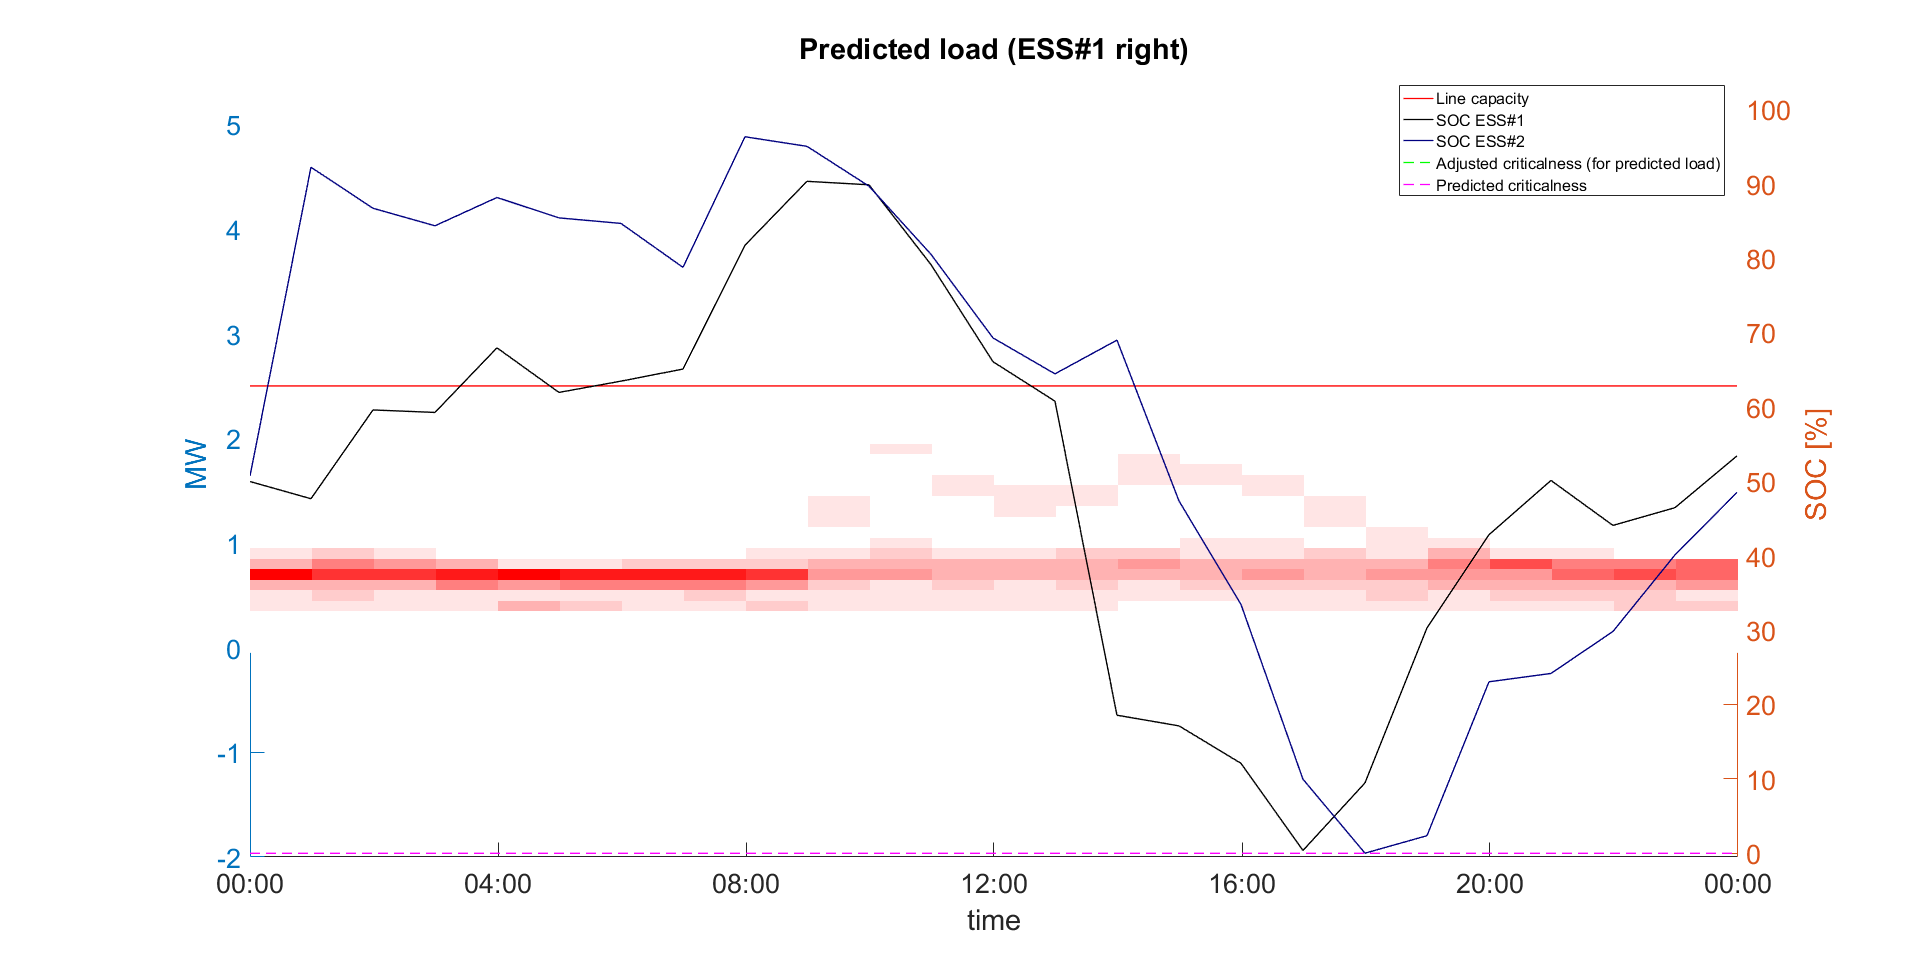 Predicted load (ESS#1 right)
Line capacity
SOC ESS#1
SOC ESS#2
Adjusted criticalness (for predicted load)
Predicted criticalness
5
4
3
2
1
0
-1
-2
MW
100
90
80
70
60
50
40
30
20
10
0
SOC [%]
00:00 04:00 08:00 12:00 16:00 20:00 00:00
time